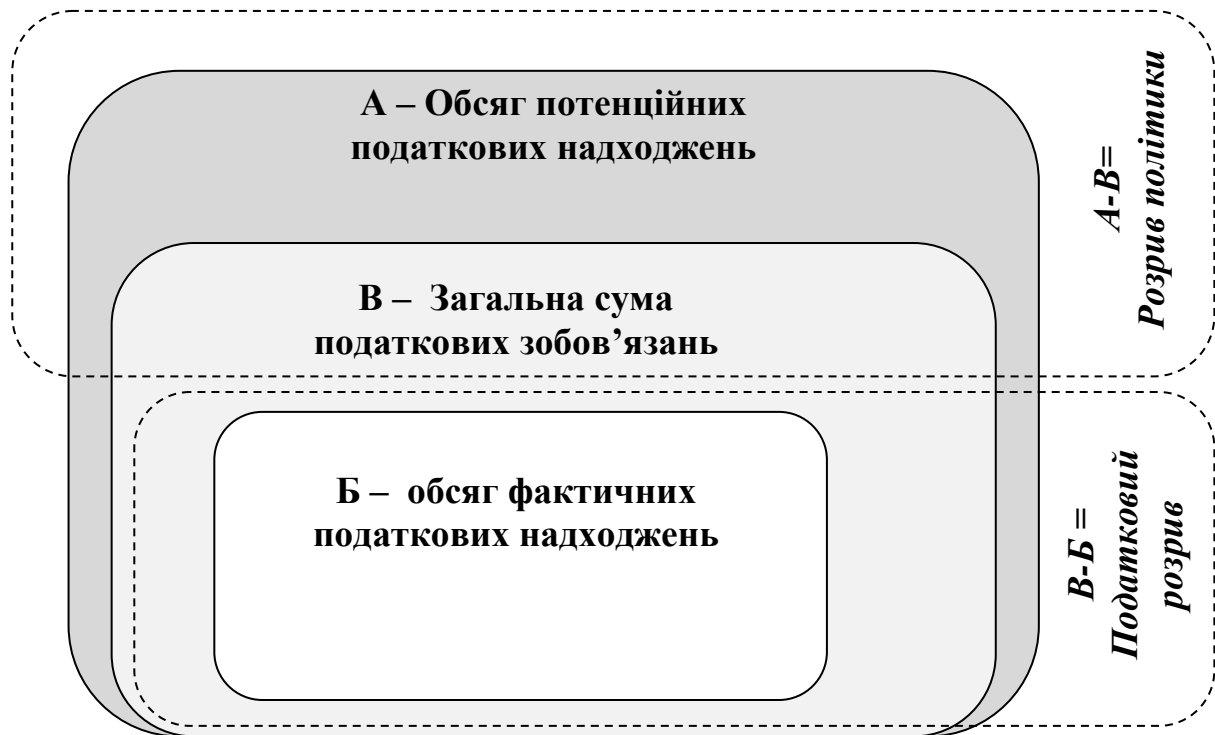 А – Обсяг потенційних
податкових надходжень
А-В=
Розрив політики
В – Загальна сума
податкових зобов’язань
Б – обсяг фактичних
податкових надходжень
В-Б =
Податковий
розрив